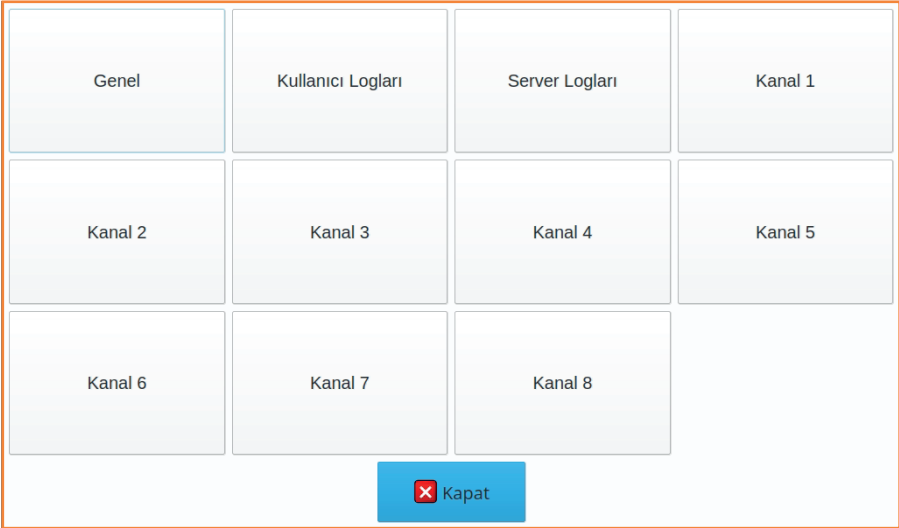 Genel
Kullanıcı Logları
Server Logları
Kanal 1
Kanal 2
Kanal 3
Kanal 4
Kanal 5
Kanal 6
Kanal 7
Kanal 8
Kapat